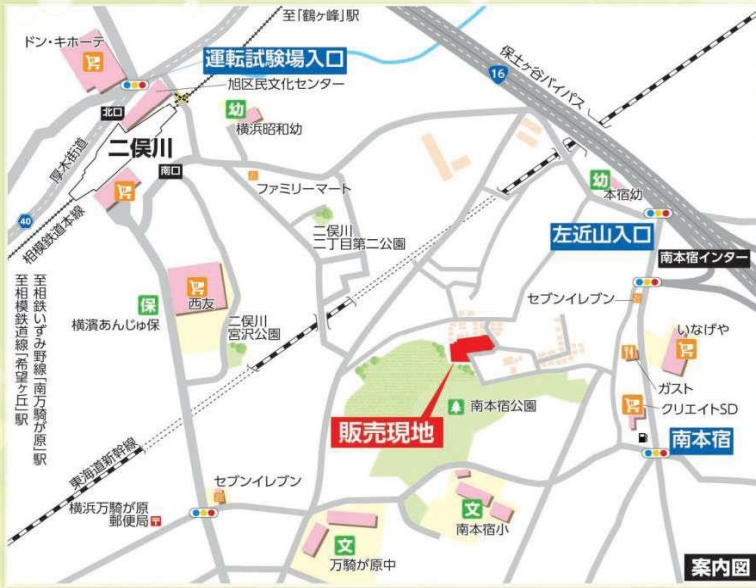 至「鶴ヶ峰」駅
ドン・キホーテ
運転試験場入口
旭区民文化センター
16
保土ヶ谷バイパス
北口
幼
横浜昭和幼
二俣川
厚木街道
南口
ファミリーマート
幼
本宿幼
40
相模鉄道本線
二俣川
二丁目第二公園
左近山入口
南本宿インター
西友
保
横濱あんじゅ保
二俣川
宮沢公園
セブンイレブン
いなげや
ガスト
クリエイトSD
至相鉄いずみ野線「南万騎が原」駅
至相模鉄道線「希望ヶ丘」駅
販売現地
南本宿公園
南本宿
東海道新幹線
セブンイレブン
横浜万騎が原
郵便局
〒
文
万騎が原中
文
南本宿小
案内図